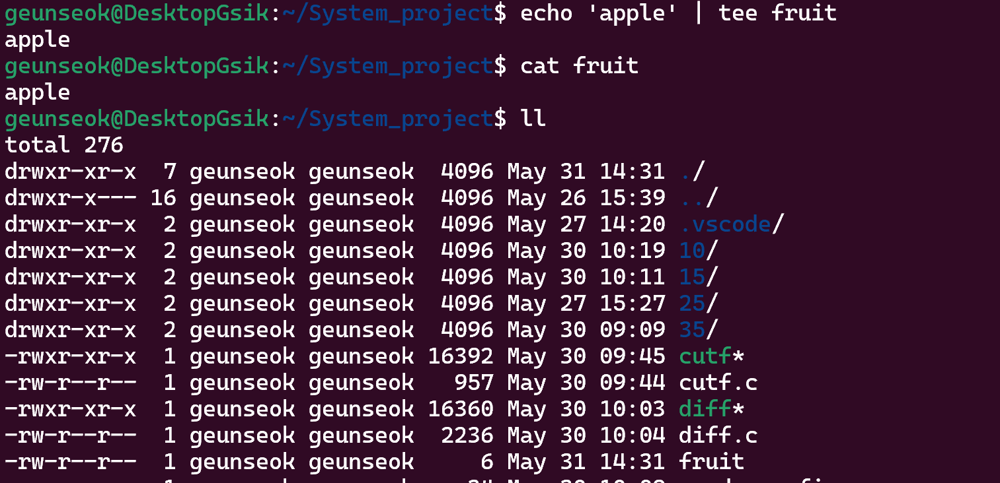 geunseok@DesktopGsik:~/System_project$ echo 'apple' | tee fruit
apple
geunseok@DesktopGsik:~/System_project$ cat fruit
apple
geunseok@DesktopGsik:~/System_project$ ll
total 276
drwxr-xr-x  7 geunseok geunseok  4096 May 31 14:31 ./
drwxr-x--- 16 geunseok geunseok  4096 May 26 15:39 ../
drwxr-xr-x  2 geunseok geunseok  4096 May 27 14:20 .vscode/
drwxr-xr-x  2 geunseok geunseok  4096 May 30 10:19 10/
drwxr-xr-x  2 geunseok geunseok  4096 May 30 10:11 15/
drwxr-xr-x  2 geunseok geunseok  4096 May 27 15:27 25/
drwxr-xr-x  2 geunseok geunseok  4096 May 30 09:09 35/
-rwxr-xr-x  1 geunseok geunseok 16392 May 30 09:45 cutf*
-rw-r--r--  1 geunseok geunseok   957 May 30 09:44 cutf.c
-rwxr-xr-x  1 geunseok geunseok 16360 May 30 10:03 diff*
-rw-r--r--  1 geunseok geunseok  2236 May 30 10:04 diff.c
-rw-r--r--  1 geunseok geunseok     6 May 31 14:31 fruit